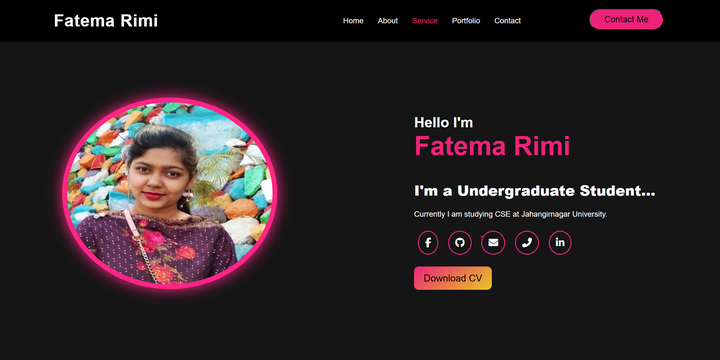 Fatema Rimi
Home About Service Portfolio Contact
Contact Me
Hello I'm
Fatema Rimi
I'm a Undergraduate Student...
Currently I am studying CSE at Jahangirnagar University.
Download CV